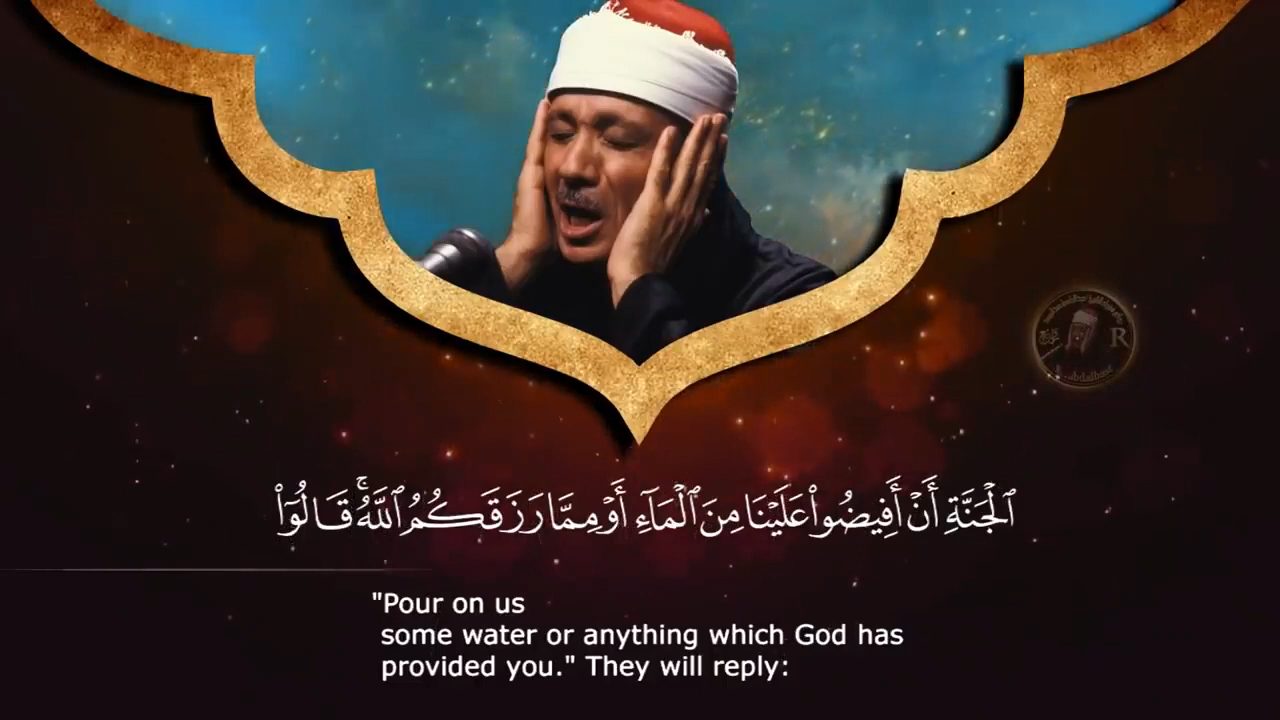 ٱلْجَنَّةِ أَنْ أَفِيضُوا۟ عَلَيْنَا مِنَ ٱلْمَآءِ أَوْ مِمَّا رَزَقَكُمُ ٱللَّهُ ۚ قَالُوٓا۟
R
abdalbast
"Pour on us
some water or anything which God has
provided you." They will reply: